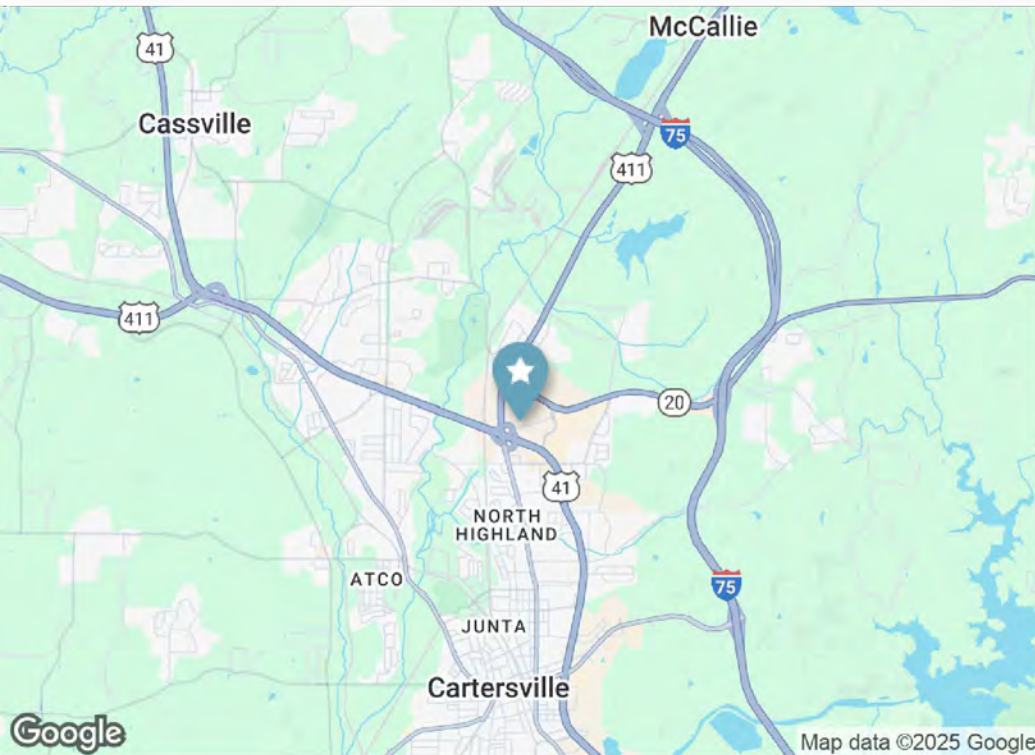 McCallie
41
Cassville
75
411
411
20
41
NORTH
HIGHLAND
ATCO
75
JUNTA
Cartersville
Google
Map data ©2025 Google